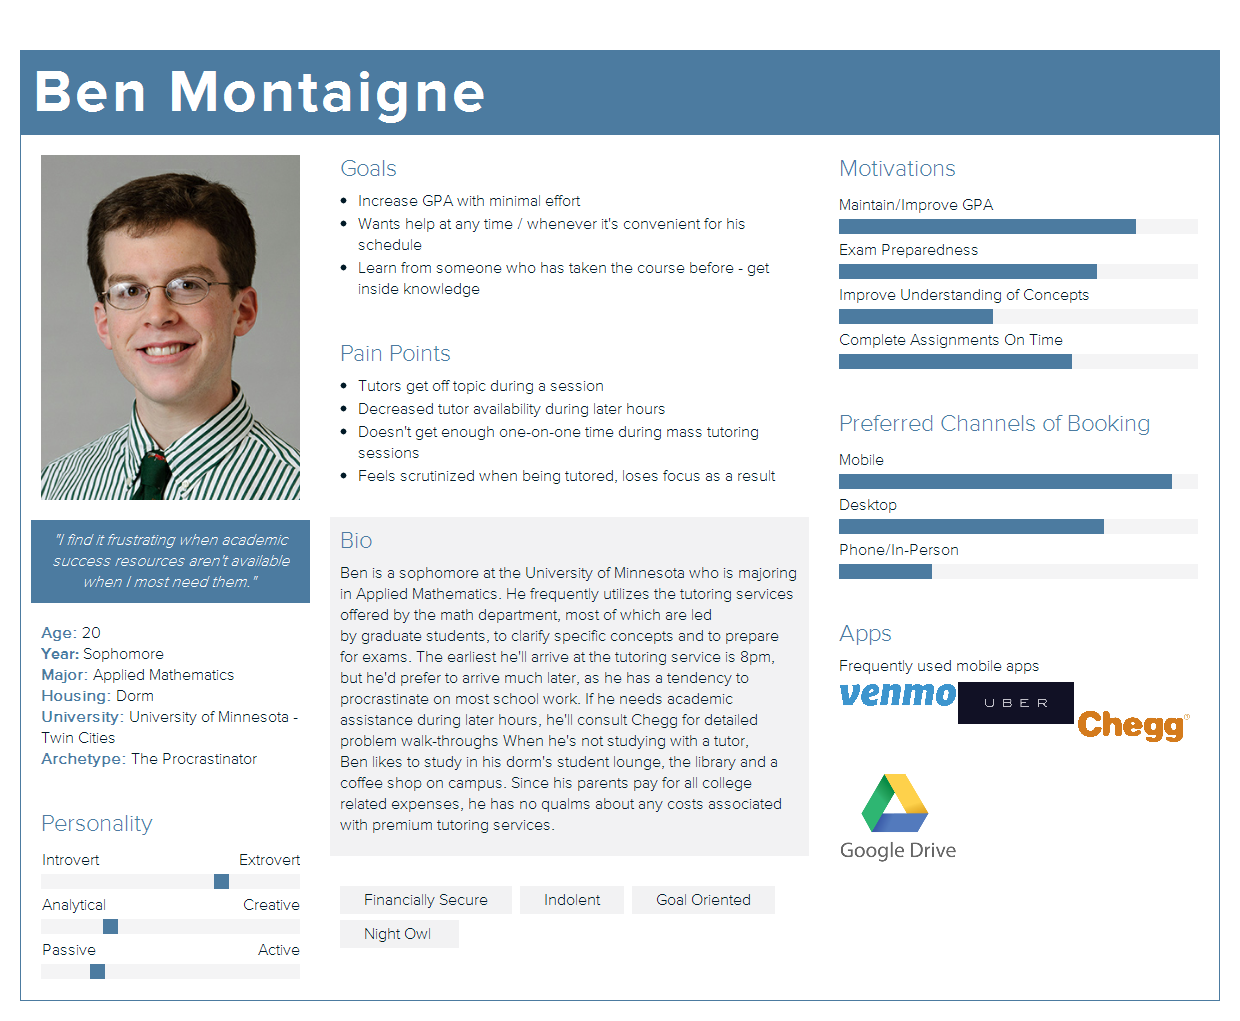 Ben Montaigne
"I find it frustrating when academic
success resources aren't available
when I most need them."
Age: 20
Year: Sophomore
Major: Applied Mathematics
Housing: Dorm
University: University of Minnesota -
Twin Cities
Archetype: The Procrastinator
Personality
Introvert Extrovert
Analytical Creative
Passive Active
Goals
Increase GPA with minimal effort
Wants help at any time / whenever it's convenient for his
schedule
Learn from someone who has taken the course before - get
inside knowledge
Pain Points
Tutors get off topic during a session
Decreased tutor availability during later hours
Doesn't get enough one-on-one time during mass tutoring
sessions
Feels scrutinized when being tutored, loses focus as a result
Bio
Ben is a sophomore at the University of Minnesota who is majoring
in Applied Mathematics. He frequently utilizes the tutoring services
offered by the math department, most of which are led
by graduate students, to clarify specific concepts and to prepare
for exams. The earliest he'll arrive at the tutoring service is 8pm,
but he'd prefer to arrive much later, as he has a tendency to
procrastinate on most school work. If he needs academic
assistance during later hours, he'll consult Chegg for detailed
problem walk-throughs When he's not studying with a tutor,
Ben likes to study in his dorm's student lounge, the library and a
coffee shop on campus. Since his parents pay for all college
related expenses, he has no qualms about any costs associated
with premium tutoring services.
Financially Secure Indolent Goal Oriented
Night Owl
Motivations
Maintain/Improve GPA
Exam Preparedness
Improve Understanding of Concepts
Complete Assignments On Time
Preferred Channels of Booking
Mobile
Desktop
Phone/In-Person
Apps
Frequently used mobile apps
venmo
UBER
Chegg®
Google Drive